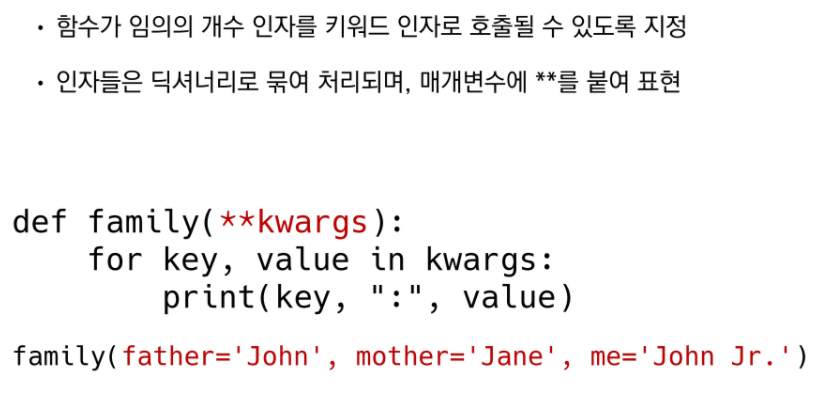 • 함수가 임의의 개수 인자를 키워드 인자로 호출될 수 있도록 지정
• 인자들은 딕셔너리로 묶여 처리되며, 매개변수에 **를 붙여 표현
def family(**kwargs):
    for key, value in kwargs:
        print(key, ":", value)
family(father='John', mother='Jane', me='John Jr.')